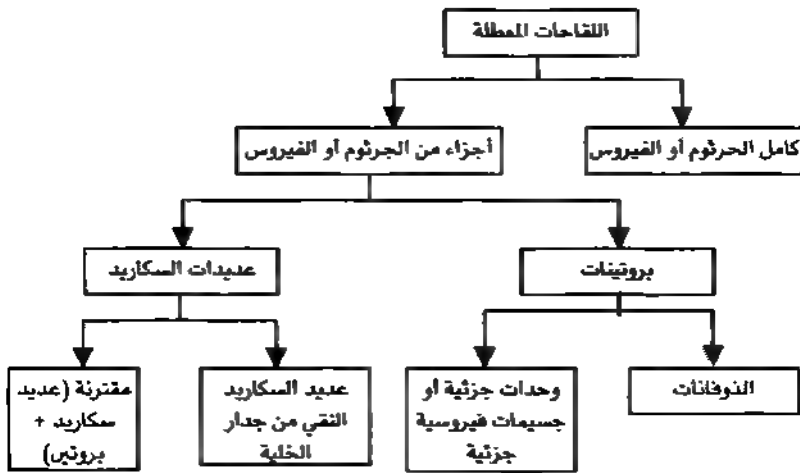 اللقاحات المعطلة
كامل الجرثوم أو الفيروس
أجزاء من الجرثوم أو الفيروس
بروتينات
عديدات السكاريد
الذوفانات
وحدات جزئية أو
جسيمات فيروسية
جزئية
عديد السكاريد
النقي من جدار
الخلية
مقترنة (عديد
سكاريد +
بروتين)